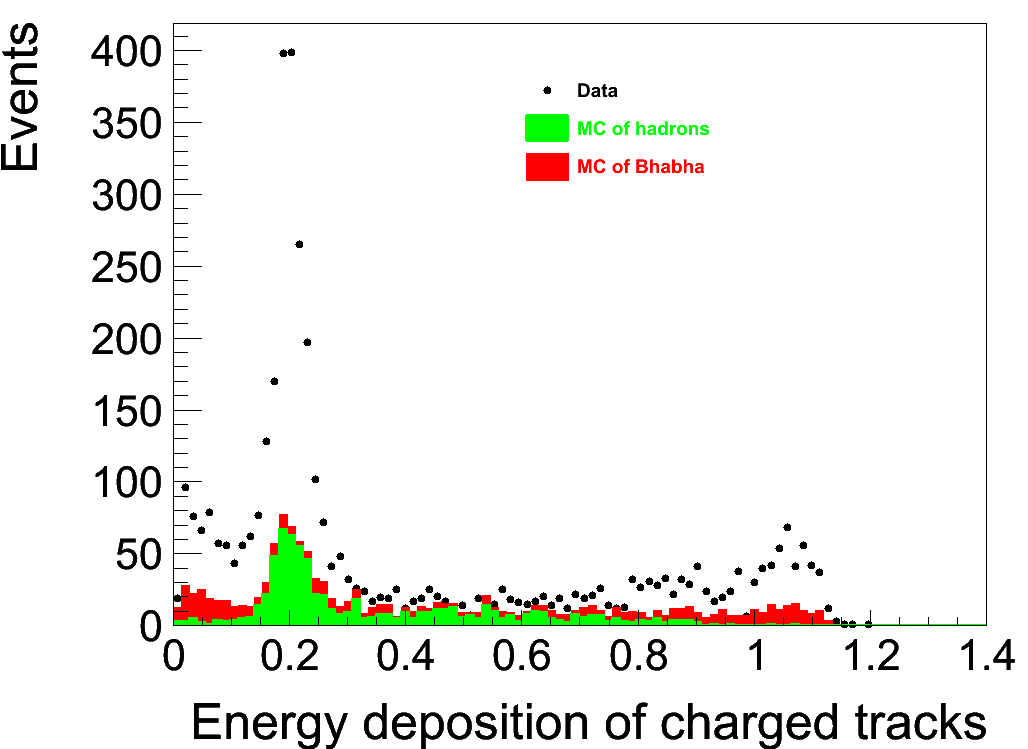 Events
400
350
300
250
200
150
100
50
0
Data
MC of hadrons
MC of Bhabha
0 0.2 0.4 0.6 0.8 1 1.2 1.4
Energy deposition of charged tracks